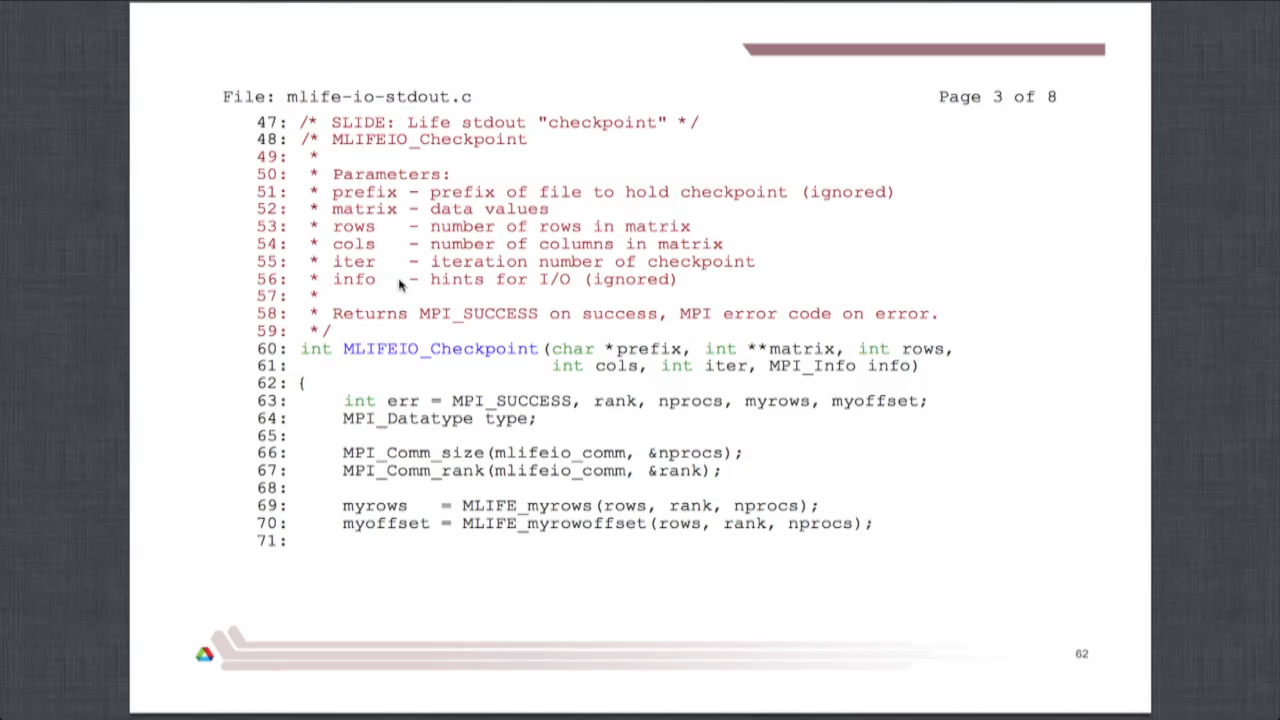 File: mlife-io-stdout.c Page 3 of 8
47: /* SLIDE: Life stdout "checkpoint" */
48: /* MLIFEIO_Checkpoint
49: *
50: * Parameters:
51: * prefix - prefix of file to hold checkpoint (ignored)
52: * matrix - data values
53: * rows - number of rows in matrix
54: * cols - number of columns in matrix
55: * iter - iteration number of checkpoint
56: * info - hints for I/O (ignored)
57: *
58: * Returns MPI_SUCCESS on success, MPI error code on error.
59: */
60: int MLIFEIO_Checkpoint(char *prefix, int **matrix, int rows,
61: int cols, int iter, MPI_Info info)
62: {
63: int err = MPI_SUCCESS, rank, nprocs, myrows, myoffset;
64: MPI_Datatype type;
65:
66: MPI_Comm_size(mlifeio_comm, &nprocs);
67: MPI_Comm_rank(mlifeio_comm, &rank);
68:
69: myrows = MLIFE_myrows(rows, rank, nprocs);
70: myoffset = MLIFE_myrowoffset(rows, rank, nprocs);
71:
62